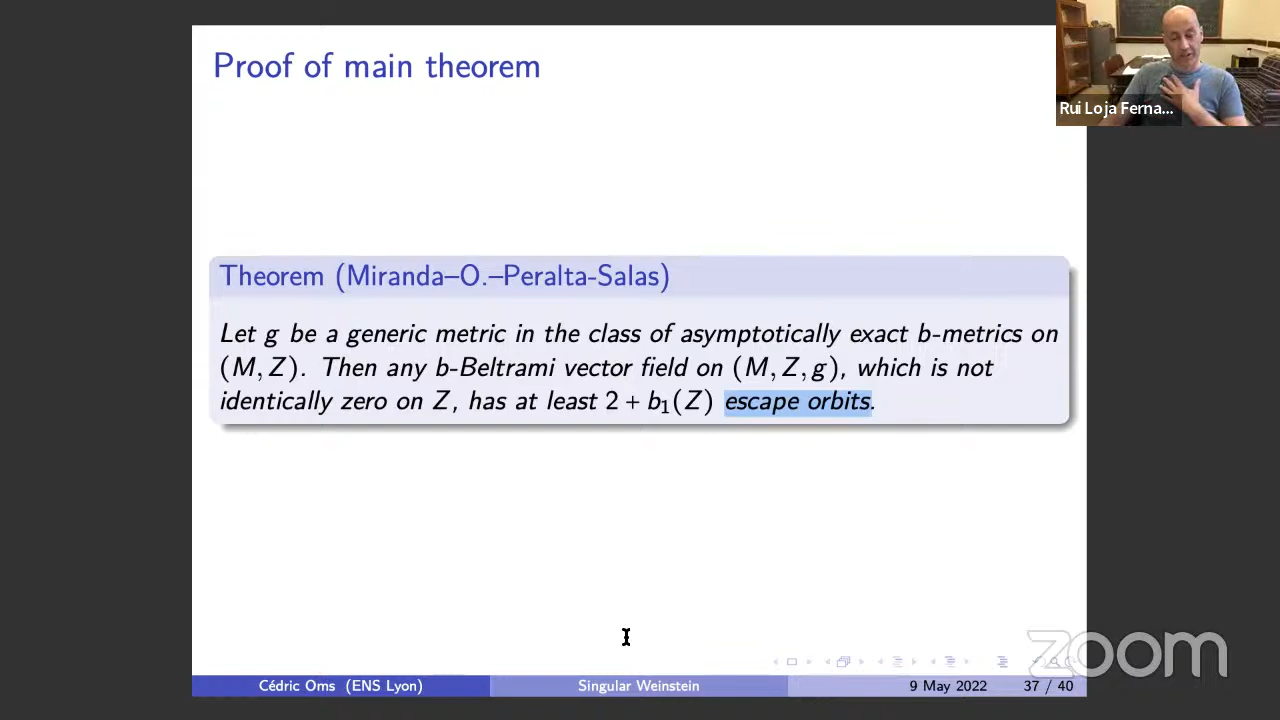 Proof of main theorem
Rui Loja Ferna...
Theorem (Miranda–O.–Peralta-Salas)
Let g be a generic metric in the class of asymptotically exact b-metrics on
(M, Z). Then any b-Beltrami vector field on (M, Z, g), which is not
identically zero on Z, has at least 2 + b₁(Z) escape orbits.
zoom
Cédric Oms (ENS Lyon) Singular Weinstein 9 May 2022 37 / 40